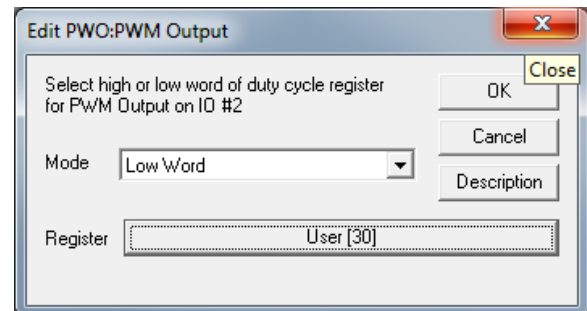 Edit PWO:PWM Output
Close
Select high or low word of duty cycle register
for PWM Output on IO #2
OK
Cancel
Mode
Low Word
Description
Register
User [30]